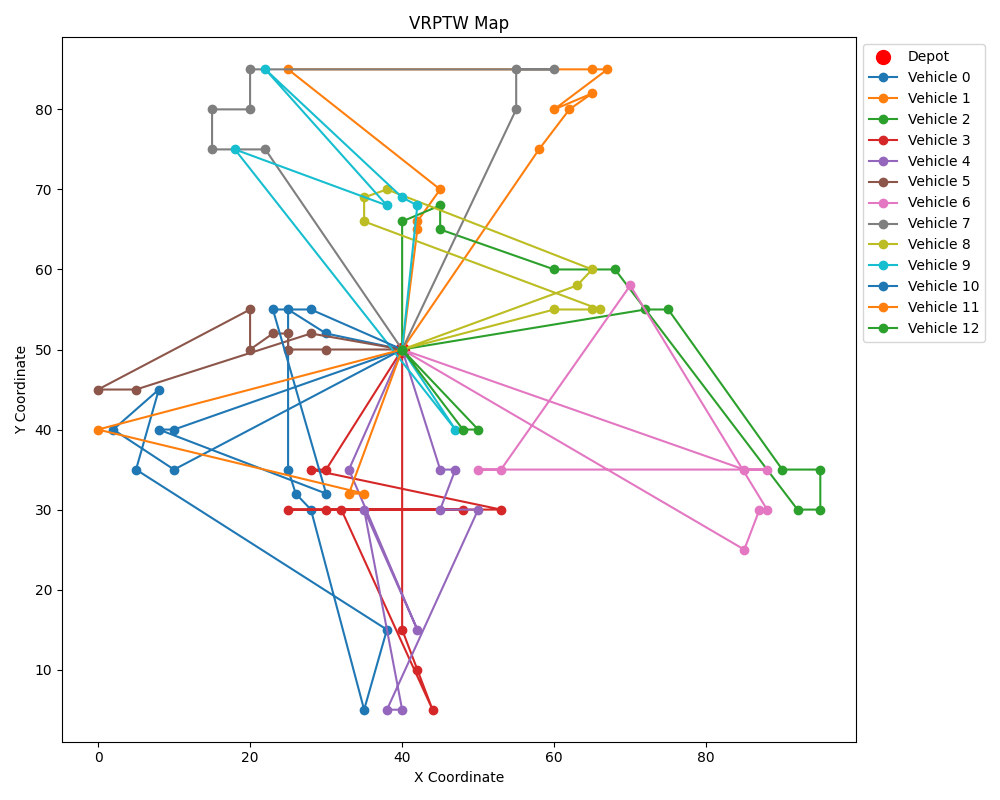 VRPTW Map
Y Coordinate
80
70
60
50
40
30
20
10
0
20
40
60
80
X Coordinate
Depot
Vehicle 0
Vehicle 1
Vehicle 2
Vehicle 3
Vehicle 4
Vehicle 5
Vehicle 6
Vehicle 7
Vehicle 8
Vehicle 9
Vehicle 10
Vehicle 11
Vehicle 12